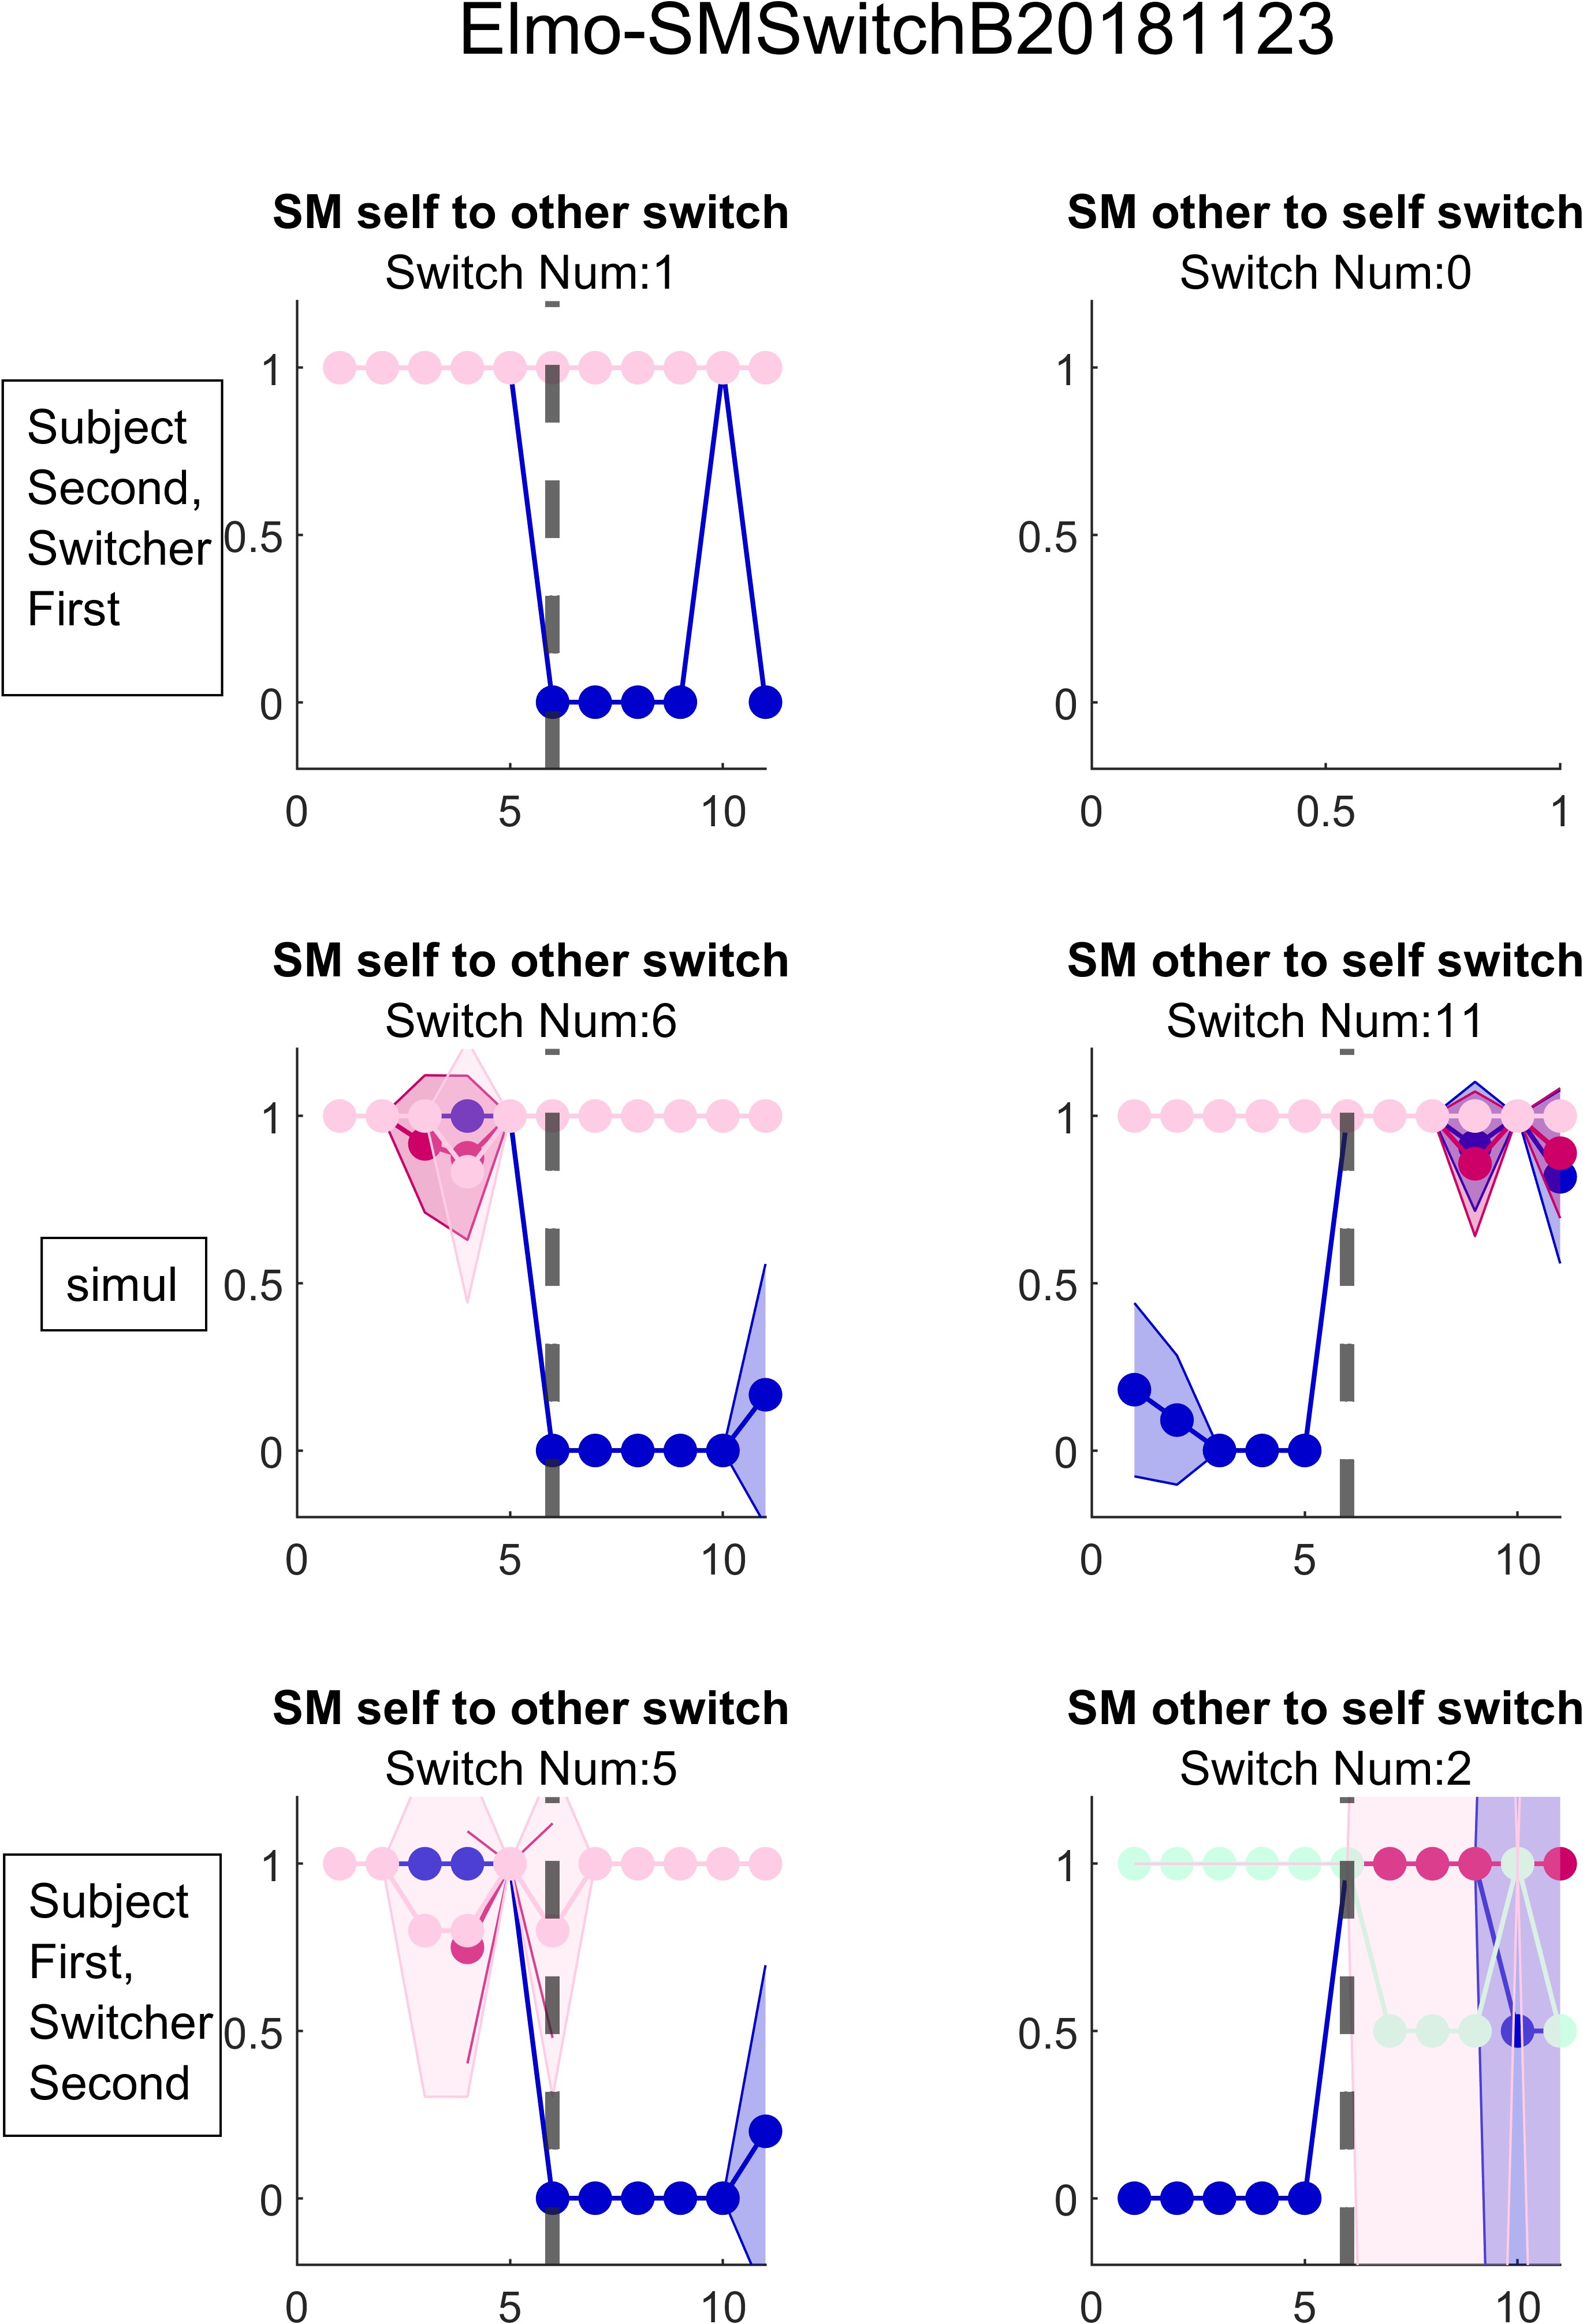 Elmo-SMSwitchB20181123
SM self to other switch
Switch Num:1
SM other to self switch
Switch Num:0
Subject
Second,
Switcher
First
1
0.5
0
0 5 10
1
0.5
0
0 0.5 1
SM self to other switch
Switch Num:6
SM other to self switch
Switch Num:11
simul
1
0.5
0
0 5 10
1
0.5
0
0 5 10
SM self to other switch
Switch Num:5
SM other to self switch
Switch Num:2
Subject
First,
Switcher
Second
1
0.5
0
0 5 10
1
0.5
0
0 5 10